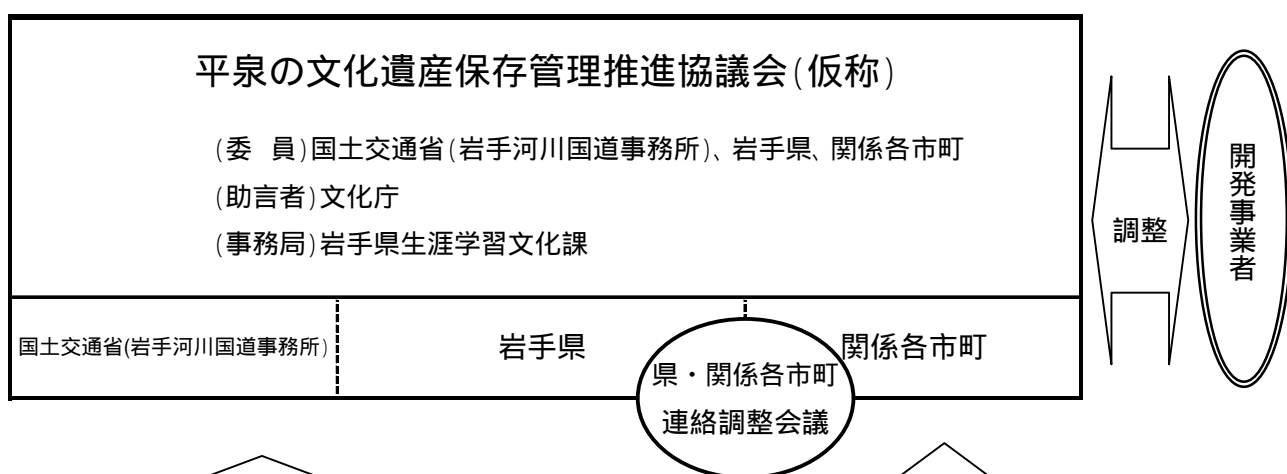 平泉の文化遺産保存管理推進協議会(仮称)
(委 員)国土交通省(岩手河川国道事務所)、岩手県、関係各市町
(助言者)文化庁
(事務局)岩手県生涯学習文化課
調整
開発事業者
国土交通省(岩手河川国道事務所)
岩手県
関係各市町
県・関係各市町
連絡調整会議